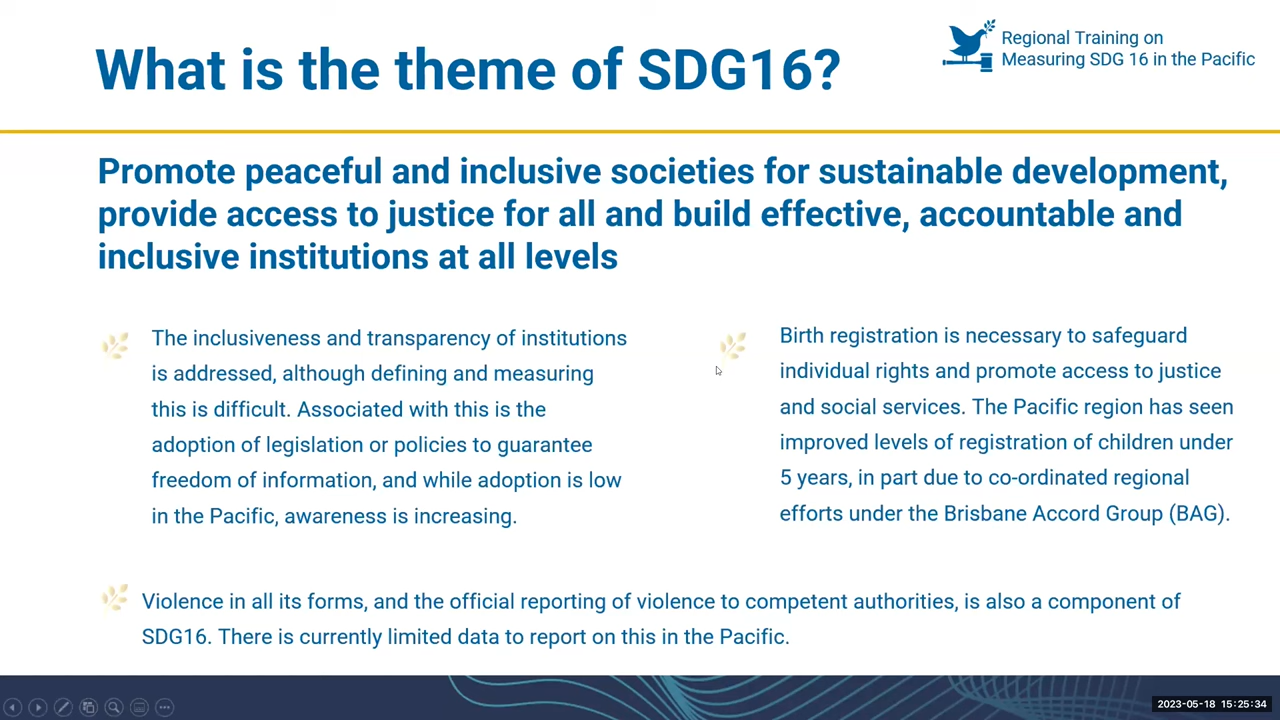 What is the theme of SDG16?
Regional Training on
Measuring SDG 16 in the Pacific
Promote peaceful and inclusive societies for sustainable development,
provide access to justice for all and build effective, accountable and
inclusive institutions at all levels
The inclusiveness and transparency of institutions
is addressed, although defining and measuring
this is difficult. Associated with this is the
adoption of legislation or policies to guarantee
freedom of information, and while adoption is low
in the Pacific, awareness is increasing.
Birth registration is necessary to safeguard
individual rights and promote access to justice
and social services. The Pacific region has seen
improved levels of registration of children under
5 years, in part due to co-ordinated regional
efforts under the Brisbane Accord Group (BAG).
Violence in all its forms, and the official reporting of violence to competent authorities, is also a component of
SDG16. There is currently limited data to report on this in the Pacific.
2023-05-18 15:25:34